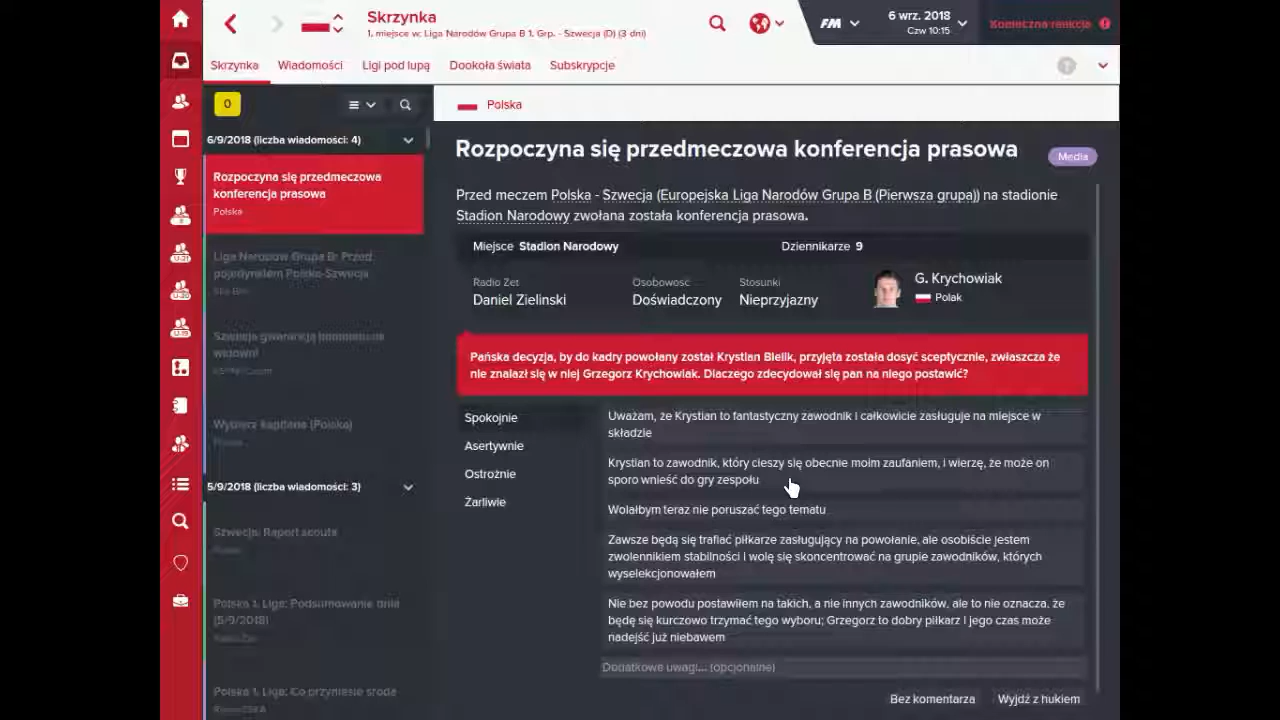 Skrzynka
1. miejsce w: Liga Narodów Grupa B 1. Grp. - Szwecja (D) (3 dni)
FM
6 wrz. 2018
Czw 10:15
Konieczna reakcja
Skrzynka
Wiadomości
Ligi pod lupą
Dookoła świata
Subskrypcje
0
Polska
6/9/2018 (liczba wiadomości: 4)
Rozpoczyna się przedmeczowa
konferencja prasowa
Polska
Liga Narodów Grupa B: Przed
pojedynkiem Polska-Szwecja
Szwecja gwarancją
widowni
Wybierz kapitana (Polska)
Polska
5/9/2018 (liczba wiadomości: 3)
Szwecja: Raport scouta
Polska
Polska 1. Liga: Podsumowanie dnia
(5/9/2018)
Radio Zet
Polska 1. Liga: Co przyniesie środa
U-21
U-20
U-19
Rozpoczyna się przedmeczowa konferencja prasowa
Media
Przed meczem Polska - Szwecja (Europejska Liga Narodów Grupa B (Pierwsza grupa)) na stadionie
Stadion Narodowy zwołana została konferencja prasowa.
Miejsce Stadion Narodowy
Dziennikarze 9
Radio Zet
Daniel Zielinski
Osobowość
Doświadczony
Stosunki
Nieprzyjazny
G. Krychowiak
Polak
Pańska decyzja, by do kadry powołany został Krystian Bielik, przyjęta została dosyć sceptycznie, zwłaszcza że
nie znalazł się w niej Grzegorz Krychowiak. Dlaczego zdecydował się pan na niego postawić?
Spokojnie
Asertywnie
Ostrożnie
Żarliwie
Uważam, że Krystian to fantastyczny zawodnik i całkowicie zasługuje na miejsce w
składzie
Krystian to zawodnik, który cieszy się obecnie moim zaufaniem, i wierzę, że może on
sporo wnieść do gry zespołu
Wolałbym teraz nie poruszać tego tematu
Zawsze będą się trafiać piłkarze zasługujący na powołanie, ale osobiście jestem
zwolennikiem stabilności i wolę się skoncentrować na grupie zawodników, których
wyselekcjonowałem
Nie bez powodu postawiłem na takich, a nie innych zawodników, ale to nie oznacza, że
będę się kurczowo trzymać tego wyboru; Grzegorz to dobry piłkarz i jego czas może
nadejść już niebawem
Dodatkowe uwagi... (opcjonalne)
Bez komentarza
Wyjdź z hukiem